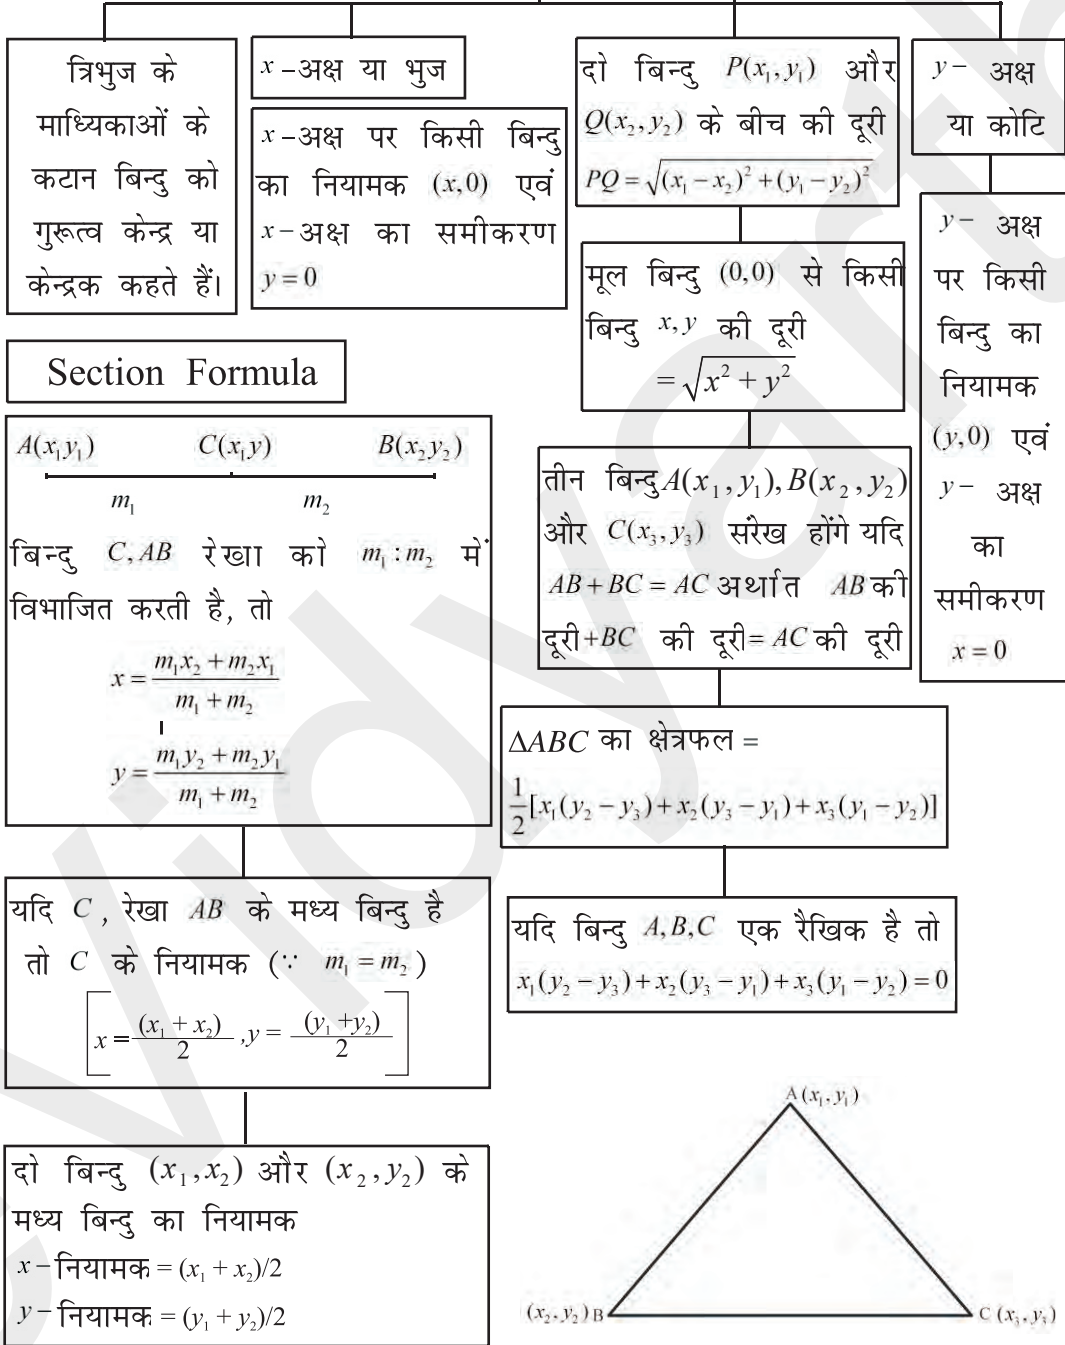 त्रिभुज के
माध्यिकाओं के
कटान बिन्दु को
गुरूत्व केन्द्र या
केन्द्रक कहते हैं।
x –अक्ष या भुज
x –अक्ष पर किसी बिन्दु
का नियामक (x,0) एवं
x –अक्ष का समीकरण
y = 0
दो बिन्दु P(x₁, y₁) और
Q(x₂, y₂) के बीच की दूरी
PQ = √((x₁ – x₂)² + (y₁ – y₂)²)
मूल बिन्दु (0,0) से किसी
बिन्दु x, y की दूरी
= √(x² + y²)
तीन बिन्दु A(x₁, y₁), B(x₂, y₂)
और C(x₃, y₃) संरेख होंगे यदि
AB + BC = AC अर्थात AB की
दूरी+BC की दूरी= AC की दूरी
ΔABC का क्षेत्रफल =
1/2[x₁(y₂ – y₃) + x₂(y₃ – y₁) + x₃(y₁ – y₂)]
यदि बिन्दु A,B,C एक रैखिक है तो
x₁(y₂ – y₃) + x₂(y₃ – y₁) + x₃(y₁ – y₂) = 0
y – अक्ष
या कोटि
y – अक्ष
पर किसी
बिन्दु का
नियामक
(y,0) एवं
y – अक्ष
का
समीकरण
x = 0
Section Formula
A(x₁y₁) C(x₁y) B(x₂y₂)
m₁ m₂
बिन्दु C, AB रेखा को m₁ : m₂ में
विभाजित करती है, तो
x = (m₁x₂ + m₂x₁)/(m₁ + m₂)
y = (m₁y₂ + m₂y₁)/(m₁ + m₂)
यदि C , रेखा AB के मध्य बिन्दु है
तो C के नियामक (∵ m₁ = m₂)
[x = (x₁ + x₂)/2 ,y = (y₁ +y₂)/2]
दो बिन्दु (x₁, x₂) और (x₂, y₂) के
मध्य बिन्दु का नियामक
x – नियामक = (x₁ + x₂)/2
y – नियामक = (y₁ + y₂)/2
A (x₁, y₁)
(x₂, y₂) B
C (x₃, y₃)
Vidyarth